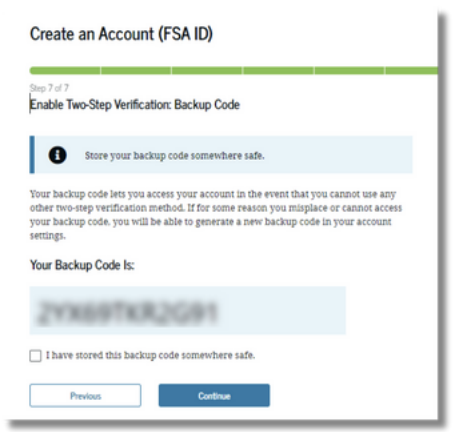 Create an Account (FSA ID)
Step 7 of 7
Enable Two-Step Verification: Backup Code
Store your backup code somewhere safe.
Your backup code lets you access your account in the event that you cannot use any
other two-step verification method. If for some reason you misplace or cannot access
your backup code, you will be able to generate a new backup code in your account
settings.
Your Backup Code Is:
I have stored this backup code somewhere safe.
Previous
Continue